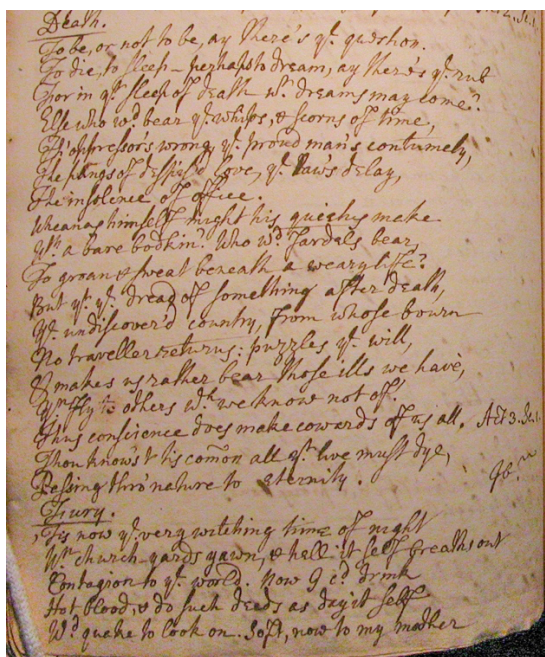 Death.
To be, or not to be, ay there's yt. question.
To die, to sleep – perhaps to dream, ay there's ye. rub
For in yt. sleep of death wt. dreams may come?
Else who wd. bear ye. whips, & scorns of time,
Th' oppressor's wrong, ye. proud man's contumely,
The pangs of despis'd love, ye. law's delay,
The insolence of office.
Whenas himself might his quietus make
Wth. a bare bodkin? Who wd. fardels bear,
To groan & sweat beneath a weary life?
But yt. ye. dread of something after death,
Ye. undiscover'd country, from whose bourn
No traveller returns: puzzles ye. will,
& makes us rather bear those ills we have,
Yn. fly to others wch. we know not of.
Thus conscience does make cowards of us all. Act 3. Sc. 1.
Thou know'st 'tis com̄on all yt. live must dye,
Passing thro' nature to eternity.
Fury.
'Tis now ye. very witching time of night
Wn. church-yards yawn, & hell it self breaths out
Contagion to ye. world. Now I cd. drink
Hot blood, & do such deeds as day it self
Wd. quake to look on. Soft, now to my mother